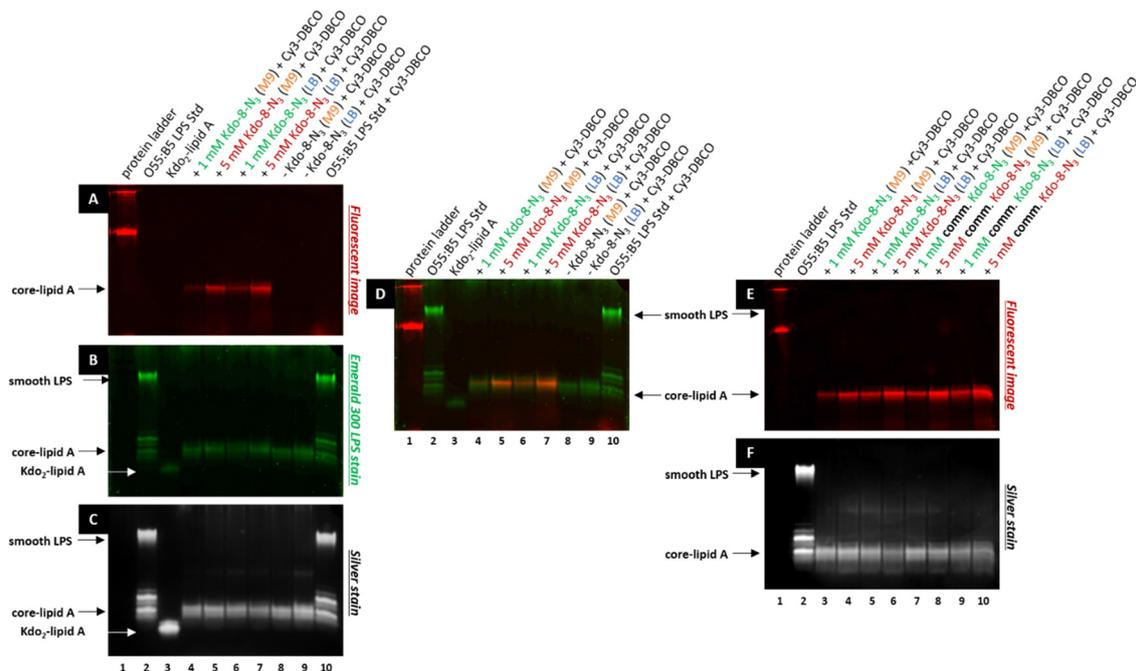 protein ladder
O55:B5 LPS Std
Kdo2-lipid A
+ 1 mM Kdo-8-N3 (M9) + Cy3-DBCO
+ 5 mM Kdo-8-N3 (M9) + Cy3-DBCO
+ 1 mM Kdo-8-N3 (LB) + Cy3-DBCO
+ 5 mM Kdo-8-N3 (LB) + Cy3-DBCO
- Kdo-8-N3 (M9) + Cy3-DBCO
- Kdo-8-N3 (LB) + Cy3-DBCO
O55:B5 LPS Std + Cy3-DBCO
A
core-lipid A
Fluorescent image
B
smooth LPS
core-lipid A
Kdo2-lipid A
Emerald 300 LPS stain
C
smooth LPS
core-lipid A
Kdo2-lipid A
Silver stain
1 2 3 4 5 6 7 8 9 10
protein ladder
O55:B5 LPS Std
Kdo2-lipid A
+ 1 mM Kdo-8-N3 (M9) + Cy3-DBCO
+ 5 mM Kdo-8-N3 (M9) + Cy3-DBCO
+ 1 mM Kdo-8-N3 (LB) + Cy3-DBCO
+ 5 mM Kdo-8-N3 (LB) + Cy3-DBCO
- Kdo-8-N3 (M9) + Cy3-DBCO
- Kdo-8-N3 (LB) + Cy3-DBCO
O55:B5 LPS Std + Cy3-DBCO
D
smooth LPS
core-lipid A
1 2 3 4 5 6 7 8 9 10
protein ladder
O55:B5 LPS Std
+ 1 mM Kdo-8-N3 (M9) +Cy3-DBCO
+ 5 mM Kdo-8-N3 (M9) + Cy3-DBCO
+ 1 mM Kdo-8-N3 (LB) + Cy3-DBCO
+ 5 mM Kdo-8-N3 (LB) + Cy3-DBCO
+ 1 mM comm. Kdo-8-N3 (M9) +Cy3-DBCO
+ 5 mM comm. Kdo-8-N3 (M9) + Cy3-DBCO
+ 1 mM comm. Kdo-8-N3 (LB) + Cy3-DBCO
+ 5 mM comm. Kdo-8-N3 (LB) + Cy3-DBCO
E
Fluorescent image
F
smooth LPS
core-lipid A
Silver stain
1 2 3 4 5 6 7 8 9 10